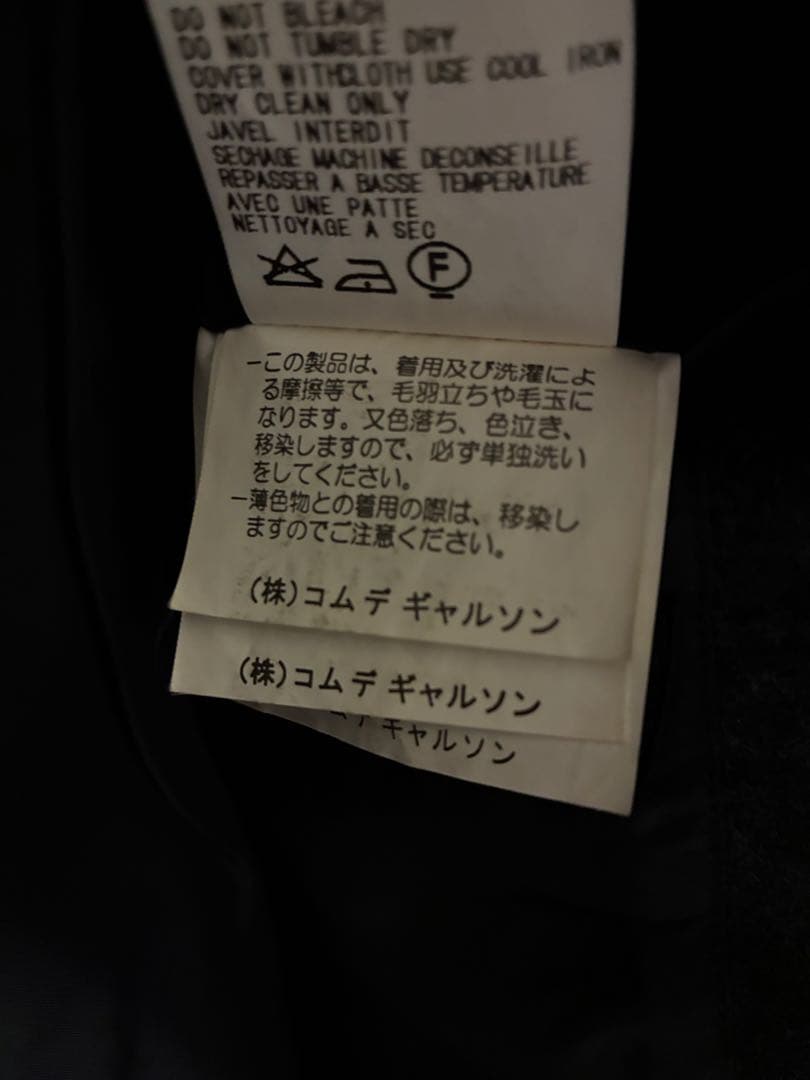 DO NOT BLEACH
DO NOT TUMBLE DRY
COVER WITHCLOTH USE COOL IRON
DRY CLEAN ONLY
JAVEL INTERDIT
SECHAGE MACHINE DECONSEILLE
REPASSER A BASSE TEMPERATURE
AVEC UNE PATTE
NETTOYAGE A SEC
F
-この製品は、着用及び洗濯によ
る摩擦等で、毛羽立ちや毛玉に
なります。又色落ち、色泣き、
移染しますので、必ず単独洗い
をしてください。
-薄色物との着用の際は、移染し
ますのでご注意ください。
(株)コム デ ギャルソン
(株)コム デ ギャルソン
コム デ ギャルソン